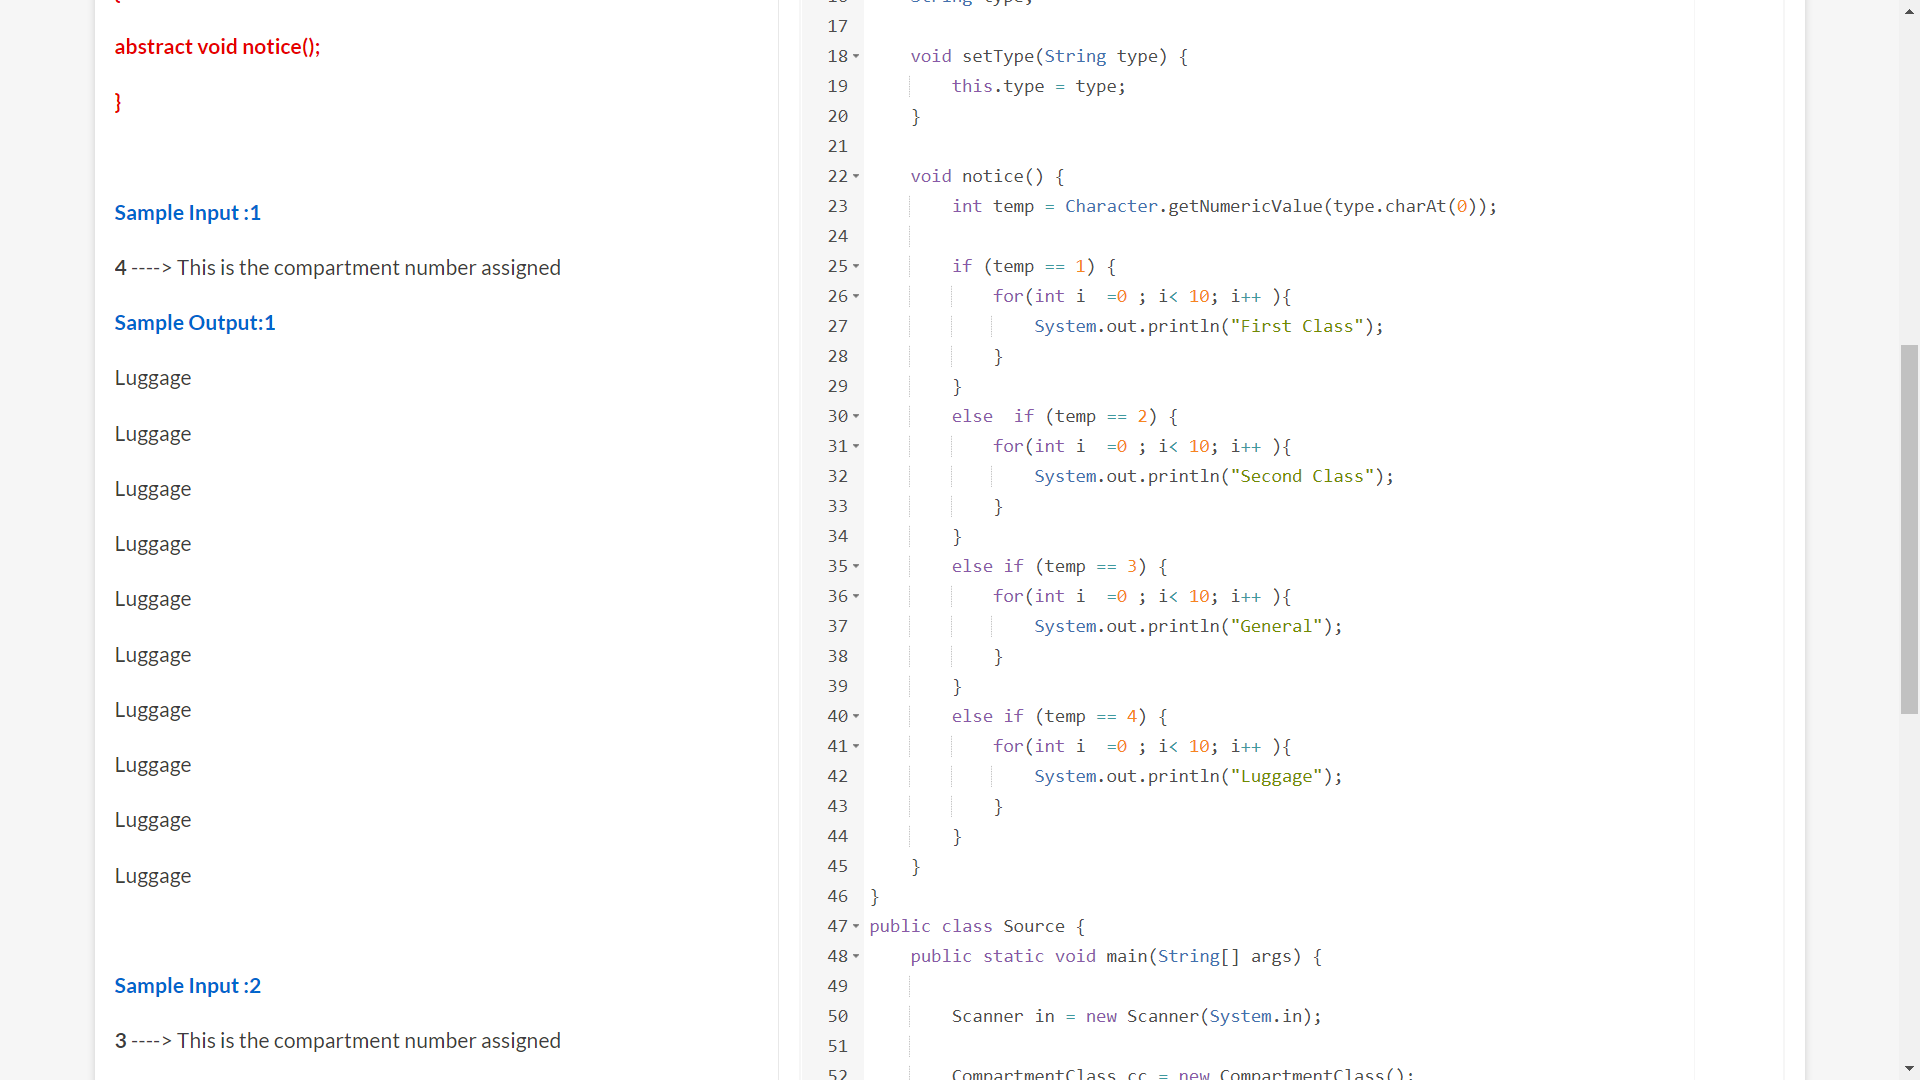 abstract void notice();
}
Sample Input :1
4 ----> This is the compartment number assigned
Sample Output:1
Luggage
Luggage
Luggage
Luggage
Luggage
Luggage
Luggage
Luggage
Luggage
Luggage
Sample Input :2
3 ----> This is the compartment number assigned
16 String type;
17
18 void setType(String type) {
19 this.type = type;
20 }
21
22 void notice() {
23 int temp = Character.getNumericValue(type.charAt(0));
24
25 if (temp == 1) {
26 for(int i  =0 ; i< 10; i++ ){
27 System.out.println("First Class");
28 }
29 }
30 else  if (temp == 2) {
31 for(int i  =0 ; i< 10; i++ ){
32 System.out.println("Second Class");
33 }
34 }
35 else if (temp == 3) {
36 for(int i  =0 ; i< 10; i++ ){
37 System.out.println("General");
38 }
39 }
40 else if (temp == 4) {
41 for(int i  =0 ; i< 10; i++ ){
42 System.out.println("Luggage");
43 }
44 }
45 }
46 }
47 public class Source {
48 public static void main(String[] args) {
49
50 Scanner in = new Scanner(System.in);
51
52 CompartmentClass cc = new CompartmentClass();